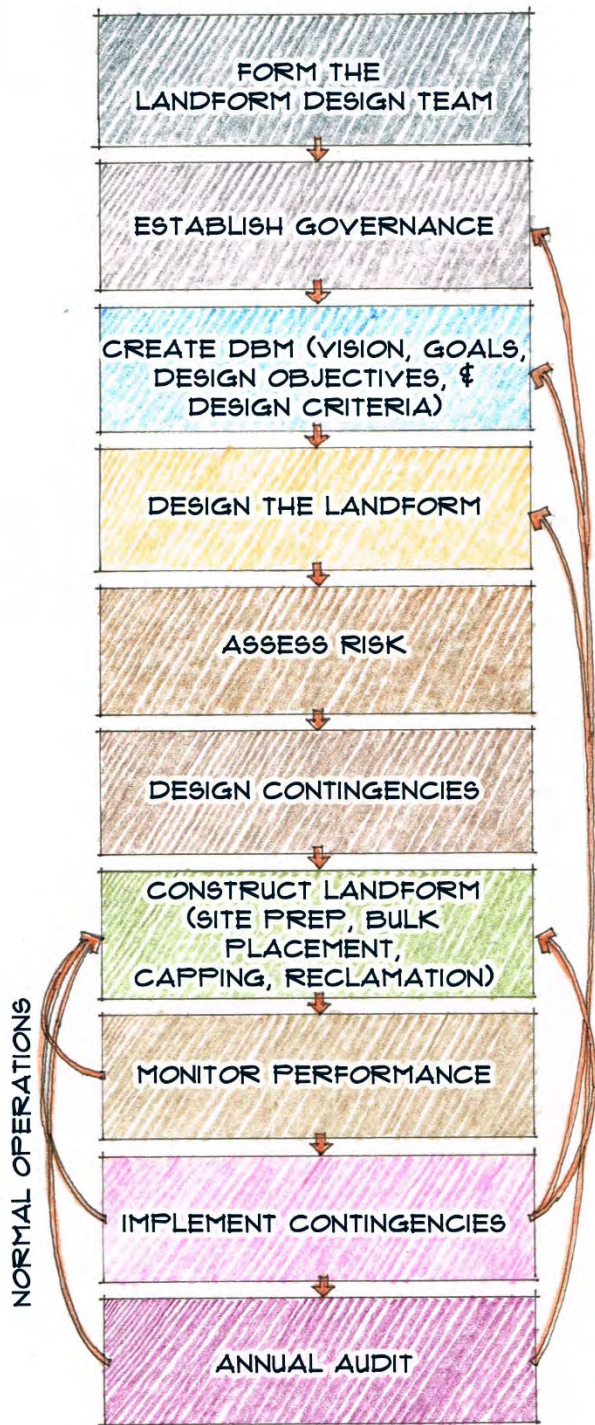 FORM THE
LANDFORM DESIGN TEAM
ESTABLISH GOVERNANCE
CREATE DBM (VISION, GOALS,
DESIGN OBJECTIVES, &
DESIGN CRITERIA)
DESIGN THE LANDFORM
ASSESS RISK
DESIGN CONTINGENCIES
CONSTRUCT LANDFORM
(SITE PREP, BULK
PLACEMENT,
CAPPING, RECLAMATION)
MONITOR PERFORMANCE
IMPLEMENT CONTINGENCIES
ANNUAL AUDIT
NORMAL OPERATIONS